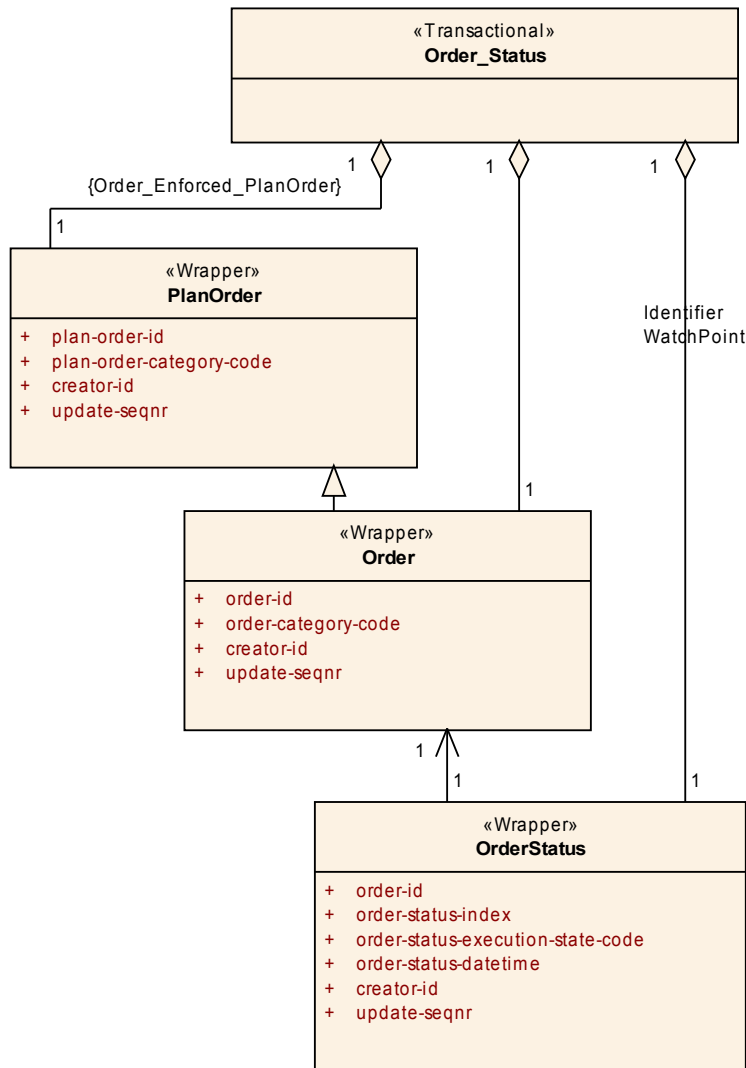 «Transactional»
Order_Status
1
1
1
{Order_Enforced_PlanOrder}
1
«Wrapper»
PlanOrder
+ plan-order-id
+ plan-order-category-code
+ creator-id
+ update-seqnr
Identifier
WatchPoint
1
«Wrapper»
Order
+ order-id
+ order-category-code
+ creator-id
+ update-seqnr
1
1
1
«Wrapper»
OrderStatus
+ order-id
+ order-status-index
+ order-status-execution-state-code
+ order-status-datetime
+ creator-id
+ update-seqnr